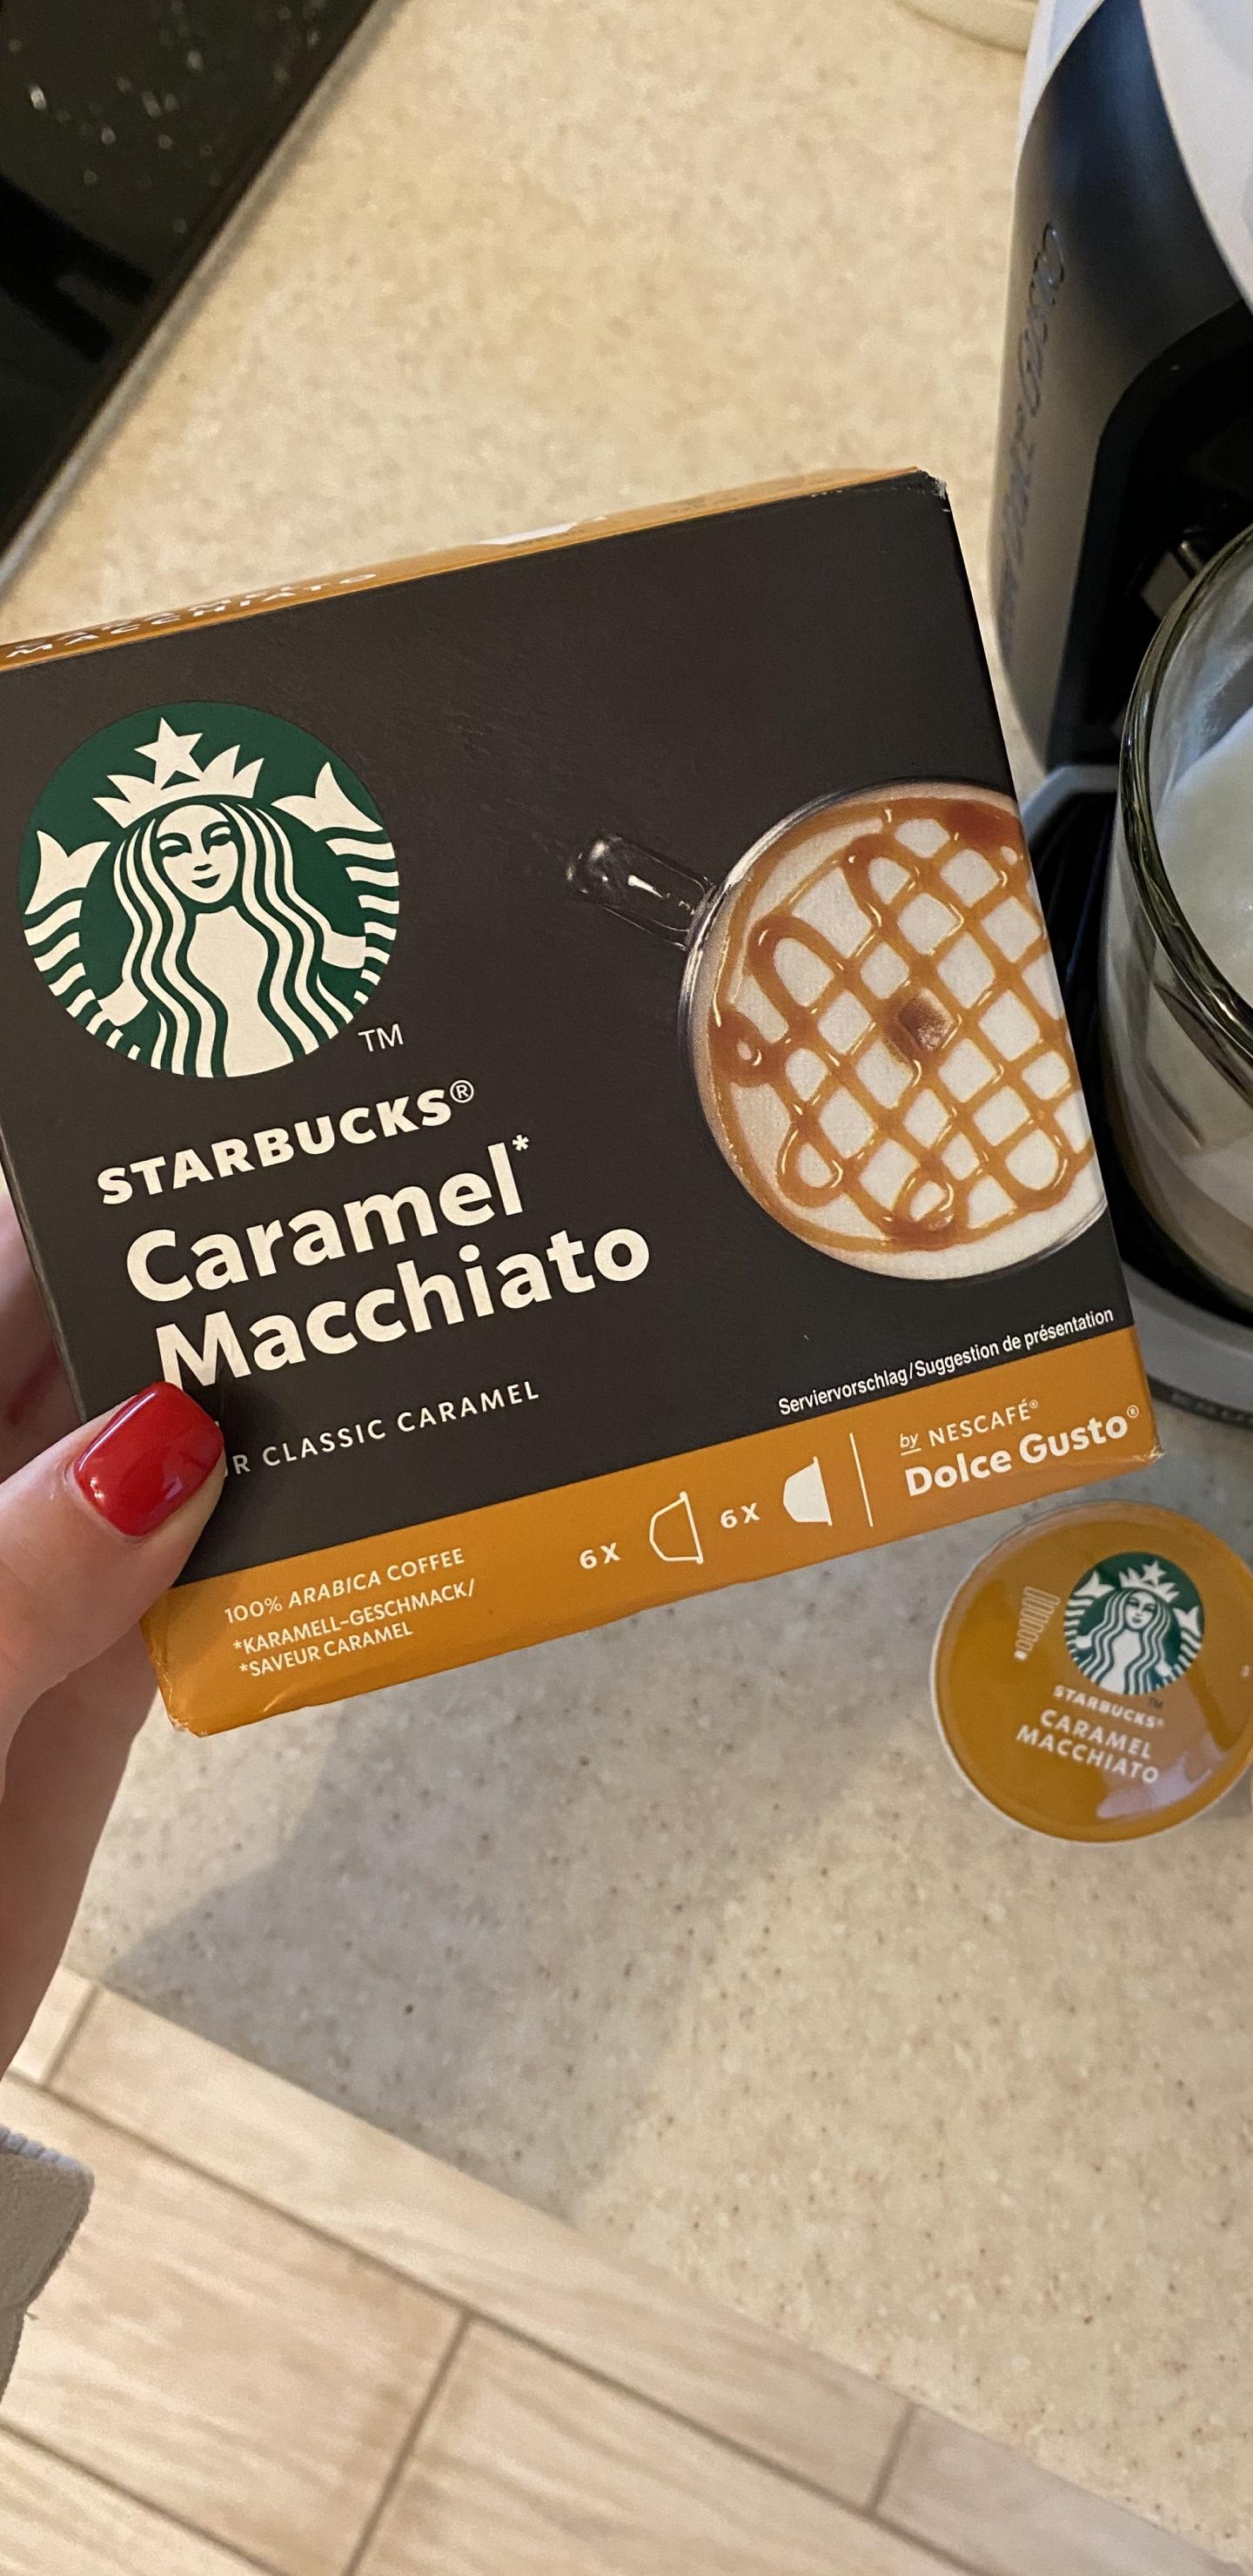 MACCHIATO
TM
STARBUCKS®
Caramel*
Macchiato
R CLASSIC CARAMEL
Serviervorschlag/Suggestion de présentation
100% ARABICA COFFEE
*KARAMELL-GESCHMACK/
*SAVEUR CARAMEL
6X 6X
by NESCAFÉ®
Dolce Gusto®
TM
STARBUCKS®
CARAMEL
MACCHIATO